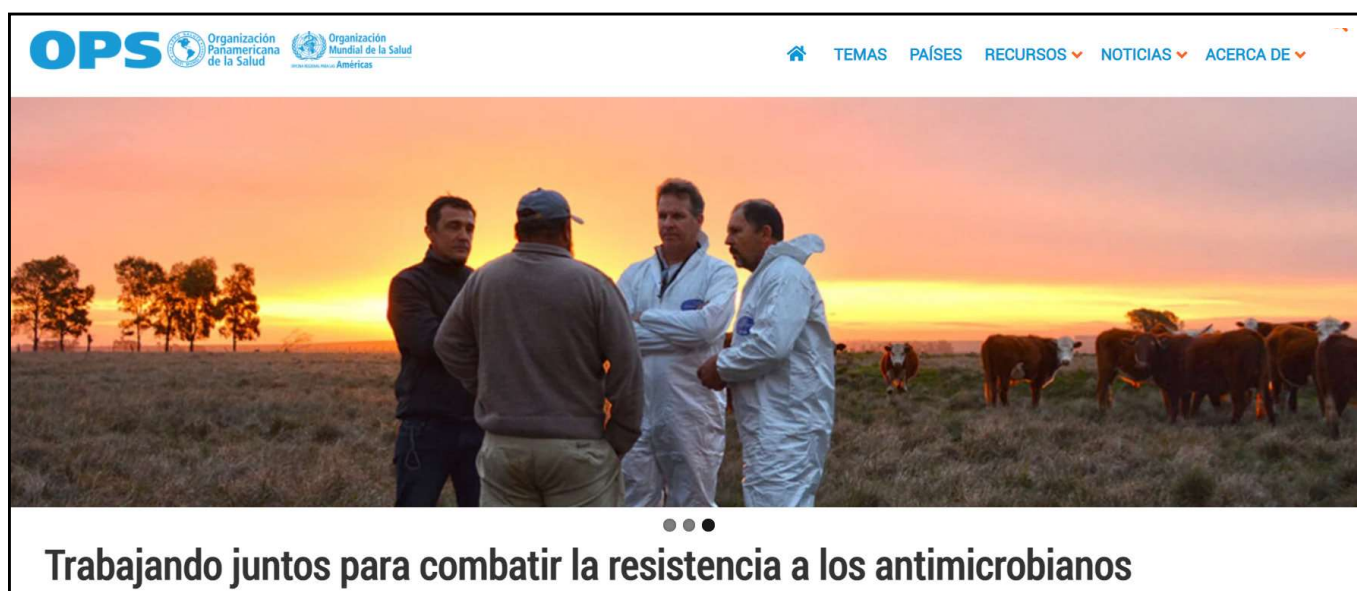 OPS
Organización
Panamericana
de la Salud
Organización
Mundial de la Salud
Américas
TEMAS PAÍSES RECURSOS NOTICIAS ACERCA DE
Trabajando juntos para combatir la resistencia a los antimicrobianos